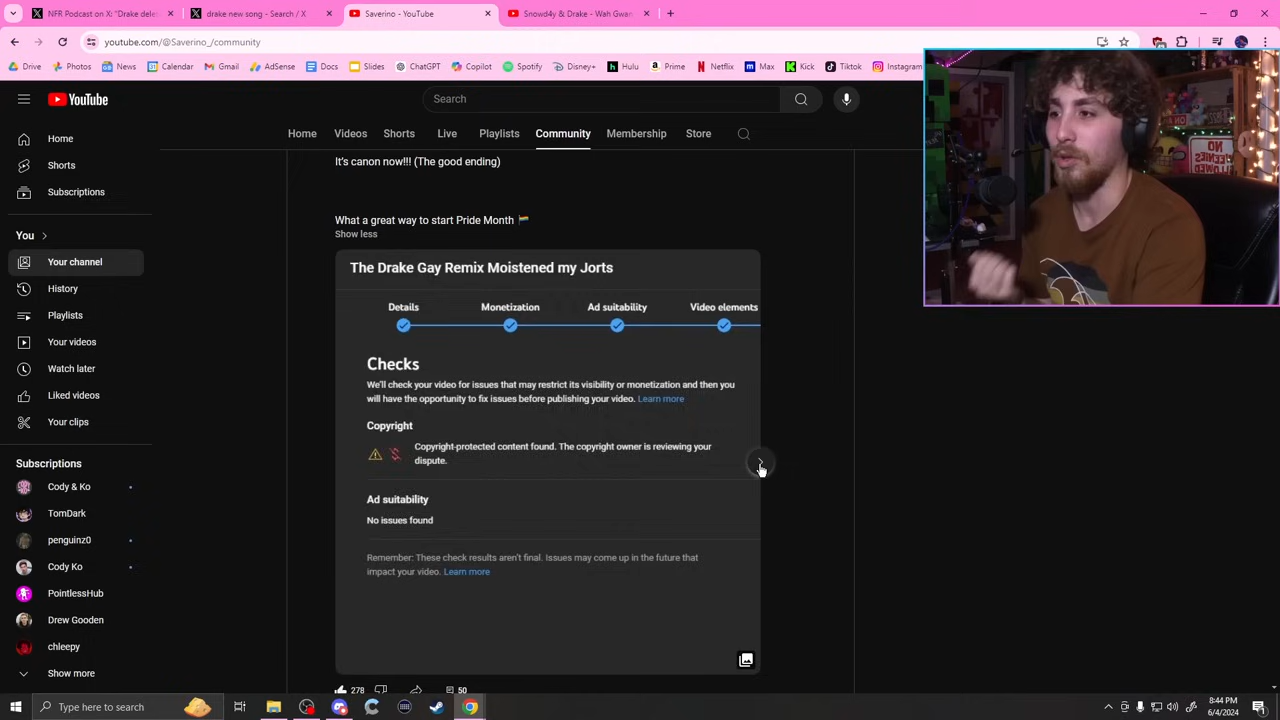 NFR Podcast on X: "Drake dele
drake new song - Search / X
Saverino - YouTube
Snowd4y & Drake - Wah Gwan
youtube.com/@Saverino_/community
Drive
Photos
News
Calendar
Gmail
AdSense
Docs
Slides
ChatGPT
Copilot
Spotify
Disney+
Hulu
Prime
Netflix
Max
Kick
Tiktok
Instagram
YouTube
Search
NO
WEENIES
ALLOWED
Home
Videos
Shorts
Live
Playlists
Community
Membership
Store
Home
Shorts
Subscriptions
You
Your channel
History
Playlists
Your videos
Watch later
Liked videos
Your clips
Subscriptions
Cody & Ko
TomDark
penguinz0
Cody Ko
PointlessHub
Drew Gooden
chleepy
Show more
It's canon now!!! (The good ending)
What a great way to start Pride Month 🏳️‍🌈
Show less
The Drake Gay Remix Moistened my Jorts
Details
Monetization
Ad suitability
Video elements
Checks
We'll check your video for issues that may restrict its visibility or monetization and then you
will have the opportunity to fix issues before publishing your video. Learn more
Copyright
Copyright-protected content found. The copyright owner is reviewing your
dispute.
Ad suitability
No issues found
Remember: These check results aren't final. Issues may come up in the future that
impact your video. Learn more
278
50
Type here to search
8:44 PM
6/4/2024